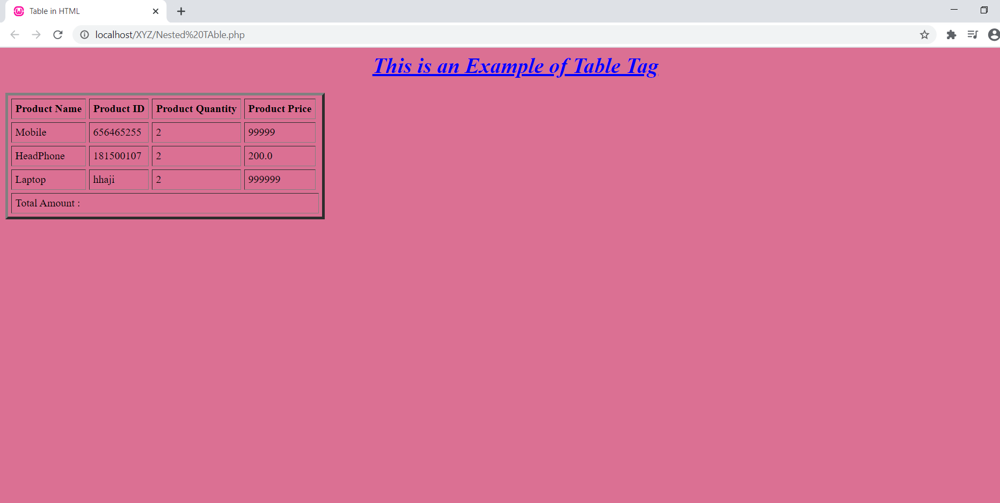 Table in HTML
localhost/XYZ/Nested%20TAble.php
This is an Example of Table Tag
Product Name Product ID Product Quantity Product Price
Mobile 656465255 2 99999
HeadPhone 181500107 2 200.0
Laptop hhaji 2 999999
Total Amount :